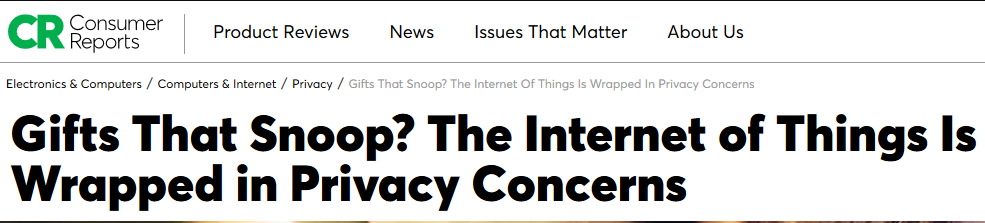 CR Consumer Reports
Product Reviews News Issues That Matter About Us
Electronics & Computers / Computers & Internet / Privacy / Gifts That Snoop? The Internet Of Things Is Wrapped In Privacy Concerns
Gifts That Snoop? The Internet of Things Is
Wrapped in Privacy Concerns